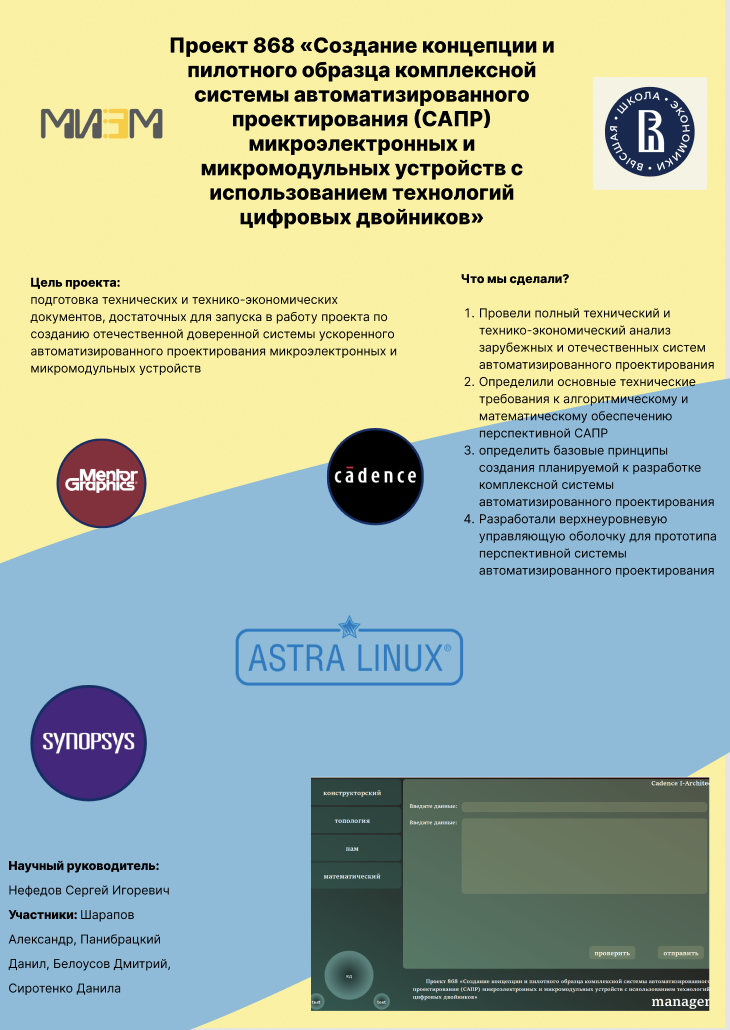 Проект 868 «Создание концепции и
пилотного образца комплексной
системы автоматизированного
проектирования (САПР)
микроэлектронных и
микромодульных устройств с
использованием технологий
цифровых двойников»
МИЭМ
ВЫСШАЯ • ШКОЛА • ЭКОНОМИКИ •
Цель проекта:
подготовка технических и технико-экономических
документов, достаточных для запуска в работу проекта по
созданию отечественной доверенной системы ускоренного
автоматизированного проектирования микроэлектронных и
микромодульных устройств
Что мы сделали?
1. Провели полный технический и
технико-экономический анализ
зарубежных и отечественных систем
автоматизированного проектирования
2. Определили основные технические
требования к алгоритмическому и
математическому обеспечению
перспективной САПР
3. определить базовые принципы
создания планируемой к разработке
комплексной системы
автоматизированного проектирования
4. Разработали верхнеуровневую
управляющую оболочку для прототипа
перспективной системы
автоматизированного проектирования
Mentor
Graphics
cādence
ASTRA LINUX®
SYNOPSYS
Научный руководитель:
Нефедов Сергей Игоревич
Участники: Шарапов
Александр, Панибрацкий
Данил, Белоусов Дмитрий,
Сиротенко Данила
Cadence I-Architec
конструкторский
топология
пам
математический
Введите данные:
Введите данные:
проверить
отправить
чд
text
text
Проект 868 «Создание концепции и пилотного образца комплексной системы автоматизированного
проектирования (САПР) микроэлектронных и микромодульных устройств с использованием технологий
цифровых двойников»
manager